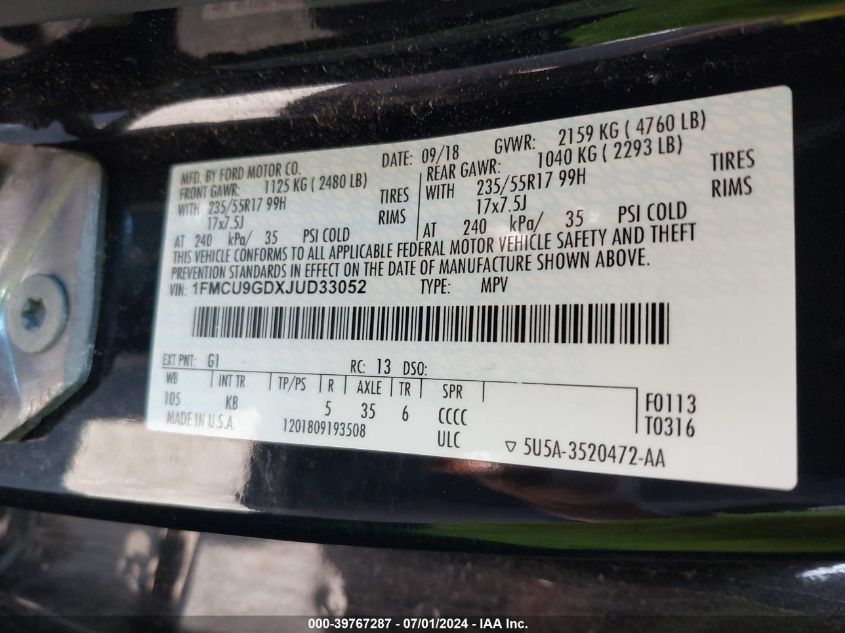 MFD. BY FORD MOTOR CO. DATE: 09/18 GVWR: 2159 KG ( 4760 LB)
FRONT GAWR: 1125 KG ( 2480 LB) REAR GAWR: 1040 KG ( 2293 LB)
WITH 235/55R17 99H TIRES WITH 235/55R17 99H TIRES
17x7.5J RIMS 17x7.5J RIMS
AT 240 kPa/ 35 PSI COLD AT 240 kPa/ 35 PSI COLD
THIS VEHICLE CONFORMS TO ALL APPLICABLE FEDERAL MOTOR VEHICLE SAFETY AND THEFT
PREVENTION STANDARDS IN EFFECT ON THE DATE OF MANUFACTURE SHOWN ABOVE.
VIN: 1FMCU9GDXJUD33052 TYPE: MPV
EXT PNT: G1 RC: 13 DSO:
WB INT TR TP/PS R AXLE TR SPR
105 KB 5 35 6 CCCC F0113
MADE IN U.S.A. 1201809193508 ULC T0316
5U5A-3520472-AA
000-39767287 / 07/01/2024 - IAA Inc.